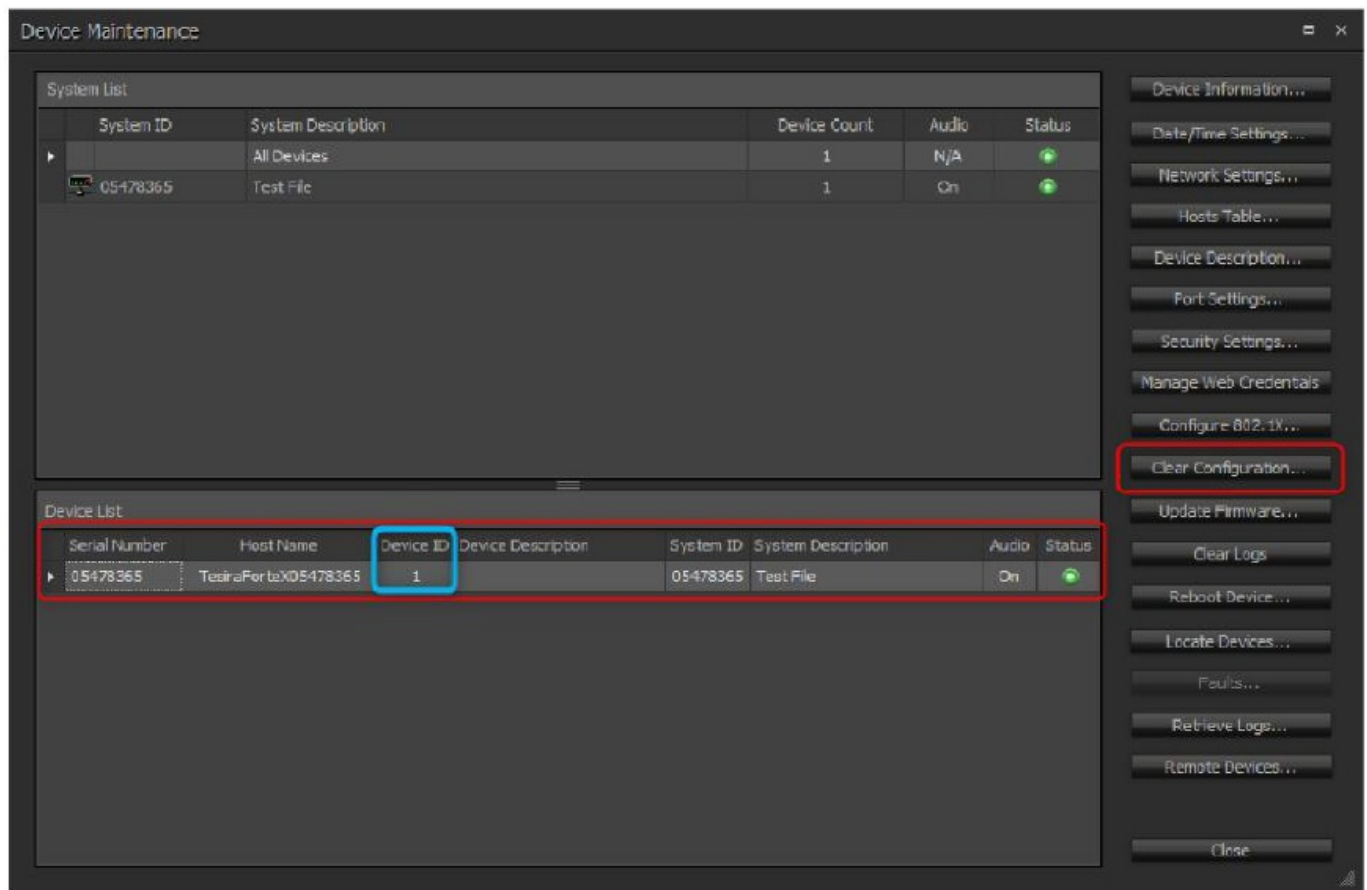 Device Maintenance
System List
System ID System Description Device Count Audio Status
All Devices 1 N/A
05478365 Test File 1 On
Device List
Serial Number Host Name Device ID Device Description System ID System Description Audio Status
05478365 TesiraForteX05478365 1 05478365 Test File On
Device Information...
Date/Time Settings...
Network Settings...
Hosts Table...
Device Description...
Port Settings...
Security Settings...
Manage Web Credentials
Configure 802.1X...
Clear Configuration...
Update Firmware...
Clear Logs
Reboot Device...
Locate Devices...
Faults...
Retrieve Logs...
Remote Devices...
Close